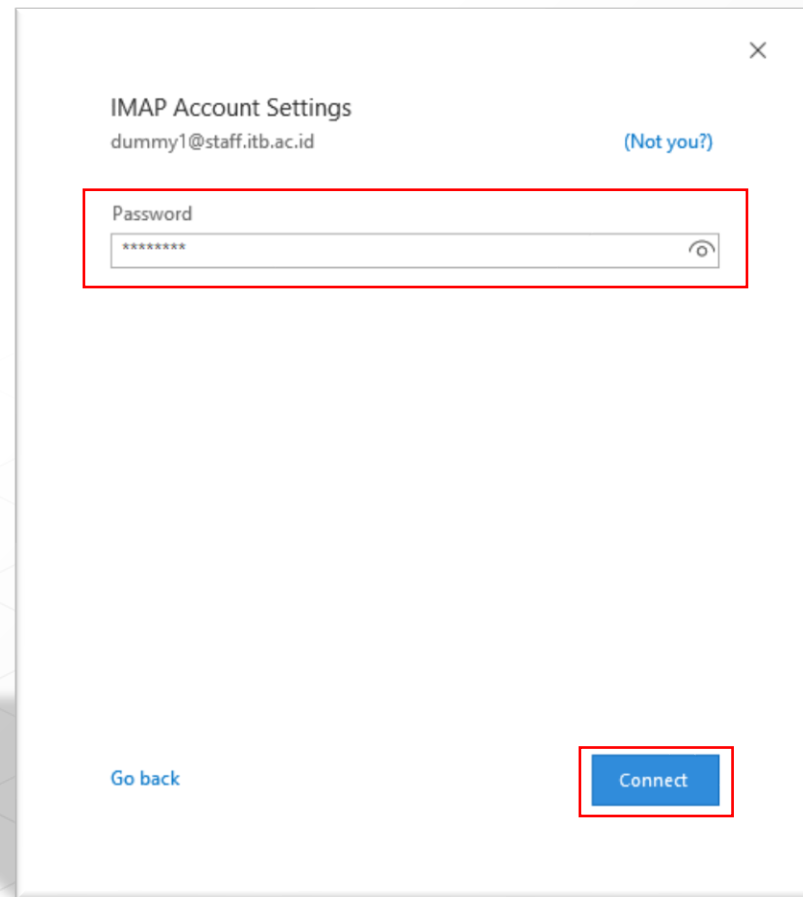 IMAP Account Settings
dummy1@staff.itb.ac.id (Not you?)
Password
********
Go back Connect